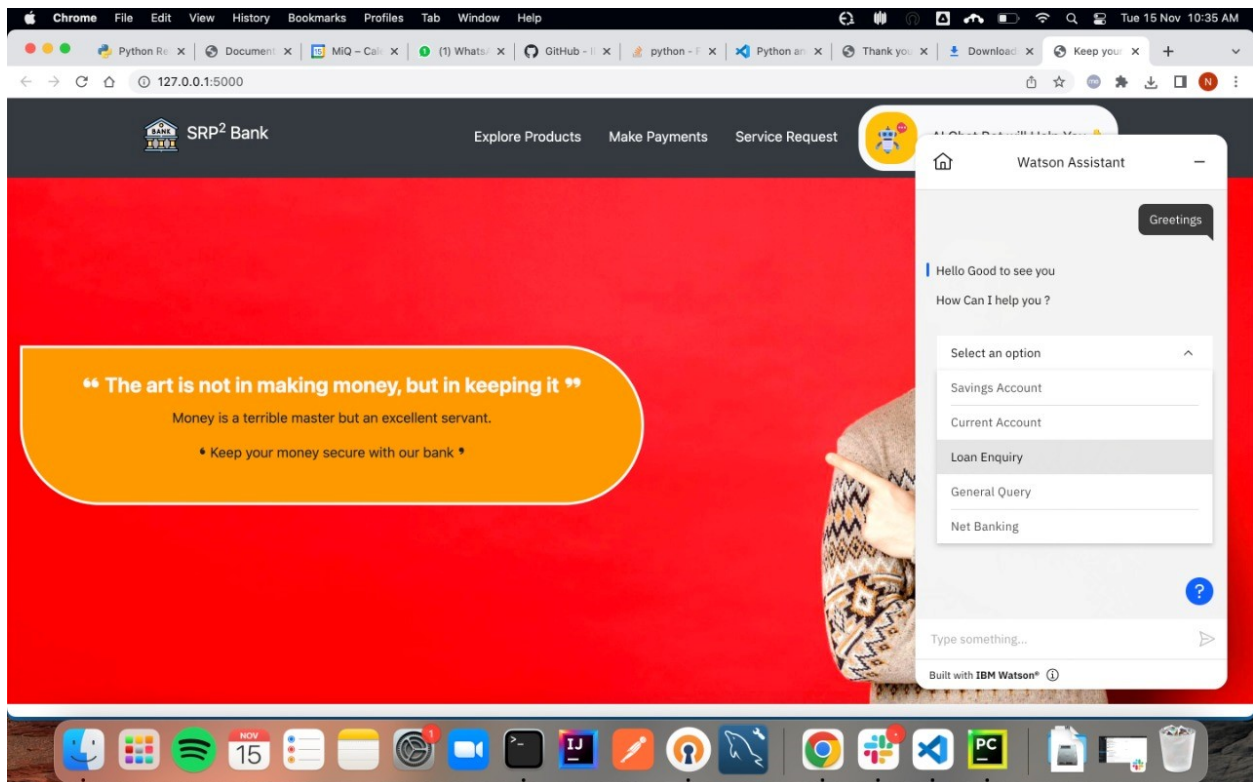 Chrome File Edit View History Bookmarks Profiles Tab Window Help Tue 15 Nov 10:35 AM
Python Re Document 15 MiQ – Cale 1 (1) Whats GitHub - python - Python an Thank you Download Keep your
127.0.0.1:5000 N
BANK SRP² Bank Explore Products Make Payments Service Request
Watson Assistant
Greetings
Hello Good to see you
How Can I help you ?
Select an option
Savings Account
Current Account
Loan Enquiry
General Query
Net Banking
?
Type something...
Built with IBM Watson®
❝ The art is not in making money, but in keeping it ❞
Money is a terrible master but an excellent servant.
❛ Keep your money secure with our bank ❜
NOV
15 1 IJ PC